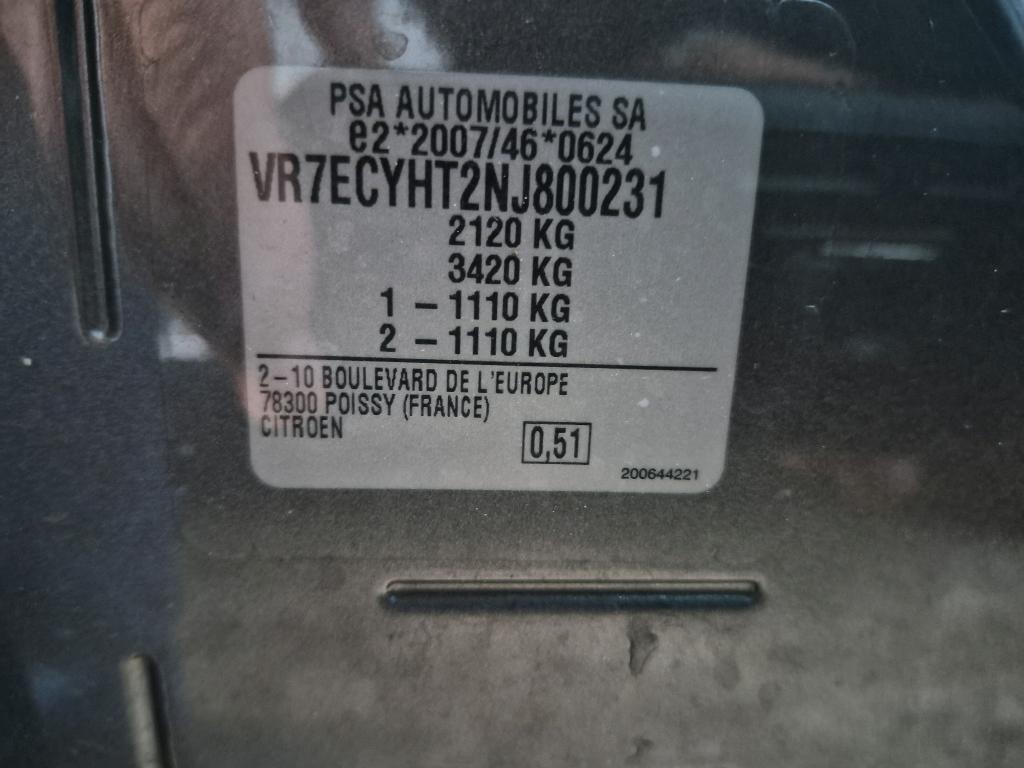 PSA AUTOMOBILES SA
e2*2007/46*0624
VR7ECYHT2NJ800231
2120 KG
3420 KG
1 - 1110 KG
2 - 1110 KG
2-10 BOULEVARD DE L'EUROPE
78300 POISSY (FRANCE)
CITROEN
0,51
200644221